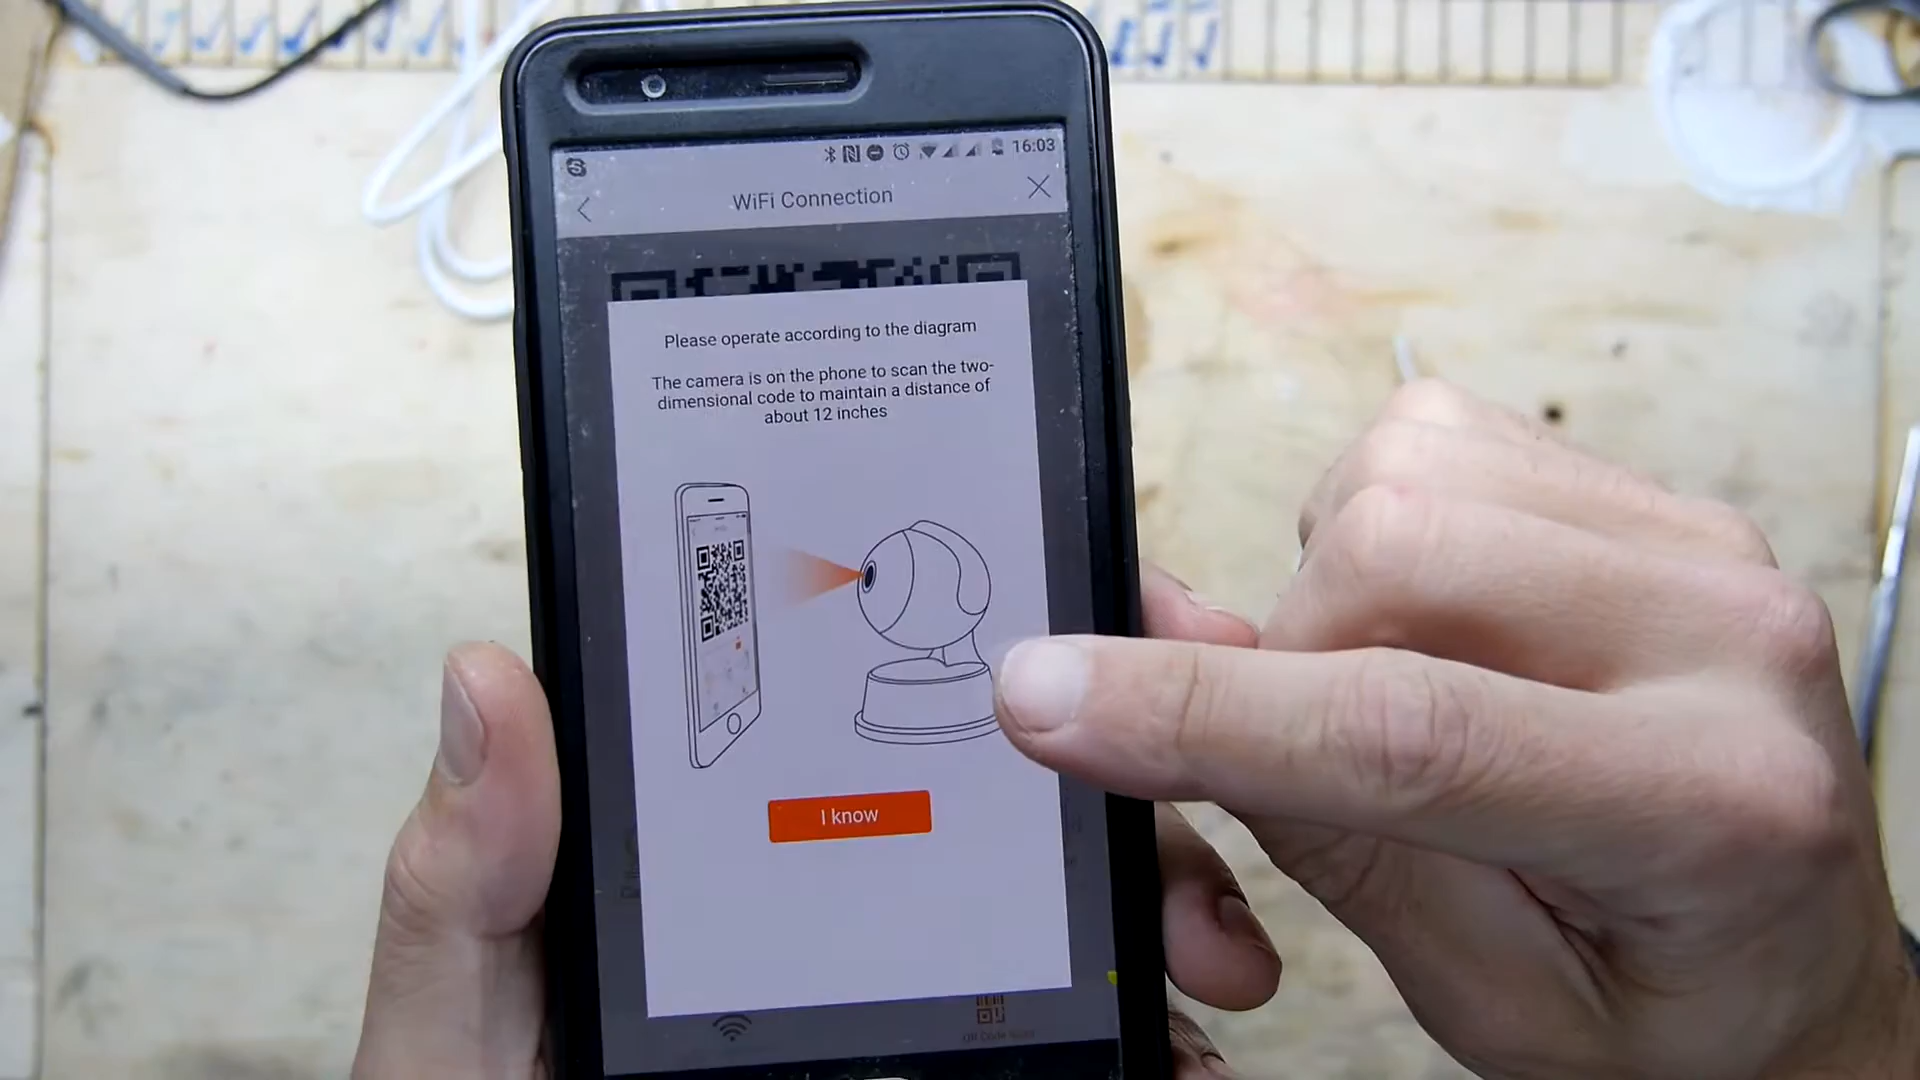 16:03
WiFi Connection
Please operate according to the diagram
The camera is on the phone to scan the two-
dimensional code to maintain a distance of
about 12 inches
I know